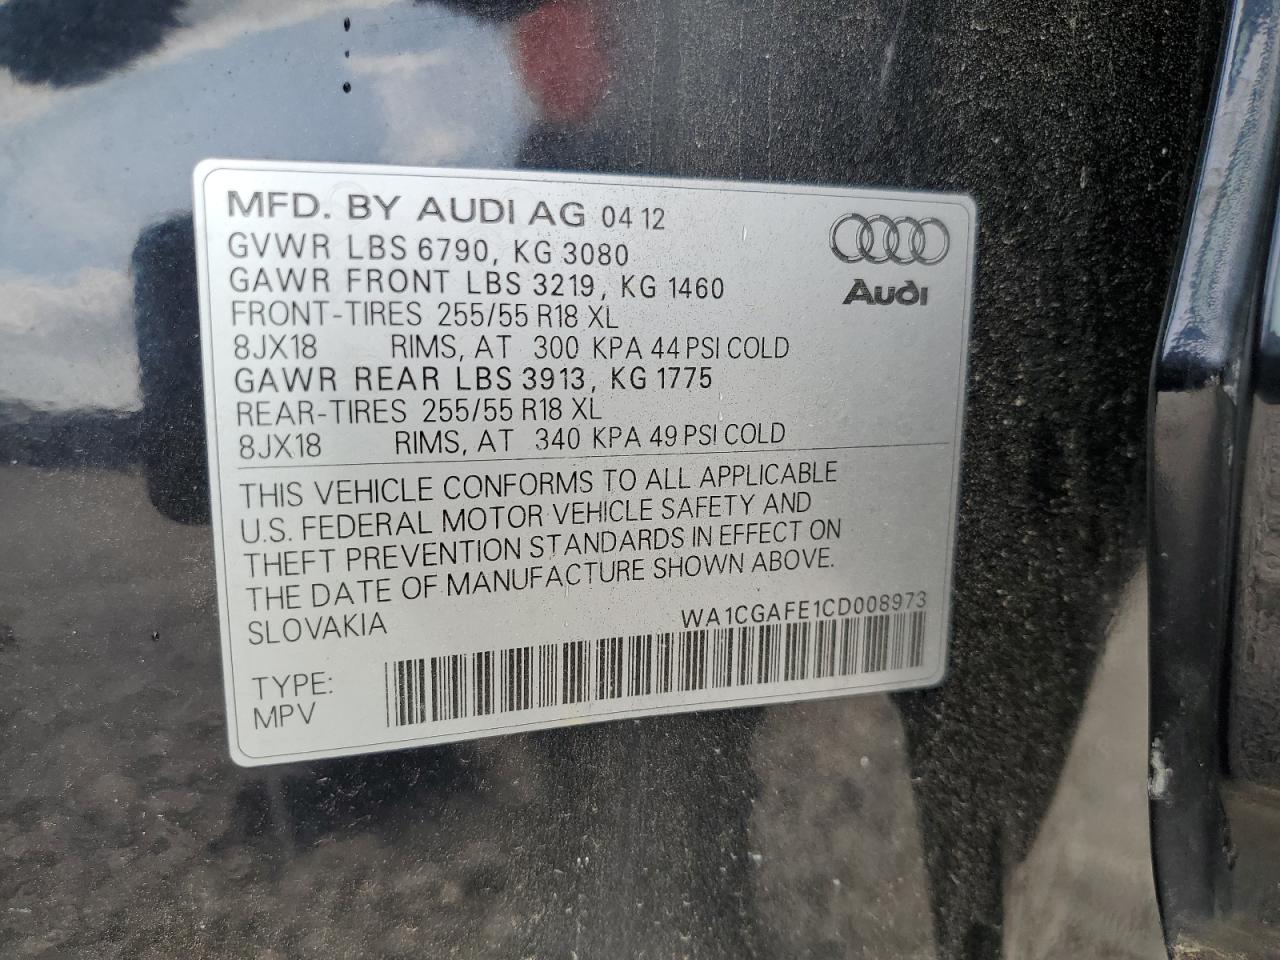 MFD. BY AUDI AG 04 12
GVWR LBS 6790, KG 3080
GAWR FRONT LBS 3219, KG 1460
FRONT-TIRES 255/55 R18 XL
8JX18 RIMS, AT 300 KPA 44 PSI COLD
GAWR REAR LBS 3913, KG 1775
REAR-TIRES 255/55 R18 XL
8JX18 RIMS, AT 340 KPA 49 PSI COLD
Audi
THIS VEHICLE CONFORMS TO ALL APPLICABLE
U.S. FEDERAL MOTOR VEHICLE SAFETY AND
THEFT PREVENTION STANDARDS IN EFFECT ON
THE DATE OF MANUFACTURE SHOWN ABOVE.
SLOVAKIA WA1CGAFE1CD008973
TYPE:
MPV